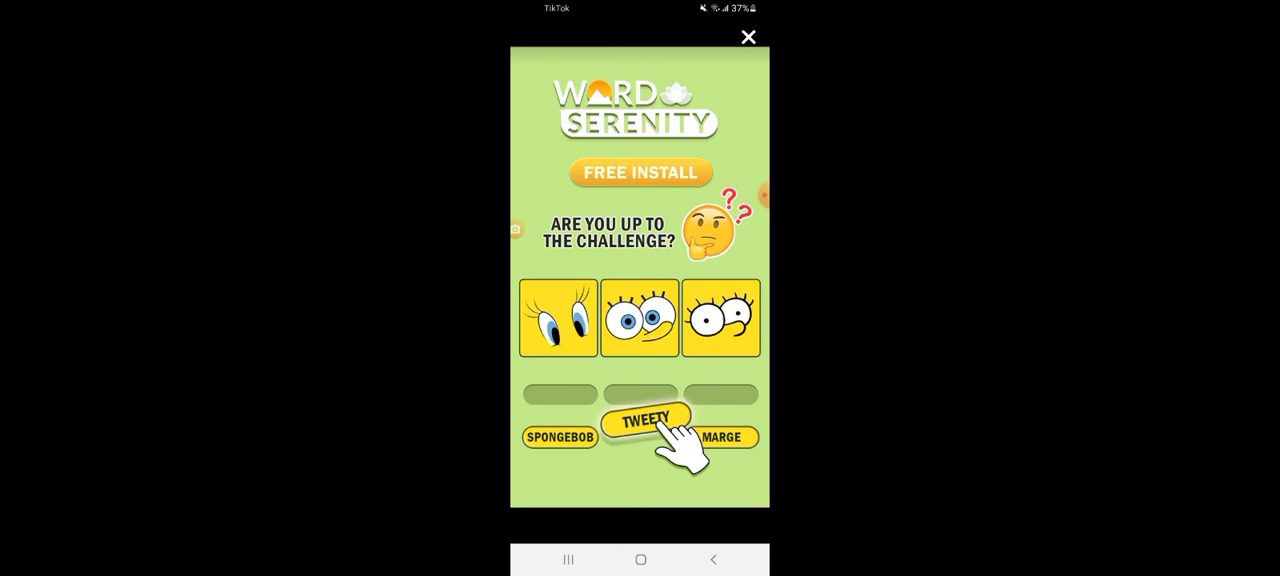 TikTok
37%
WORD
SERENITY
FREE INSTALL
ARE YOU UP TO
THE CHALLENGE?
??
TWEETY
SPONGEBOB
MARGE